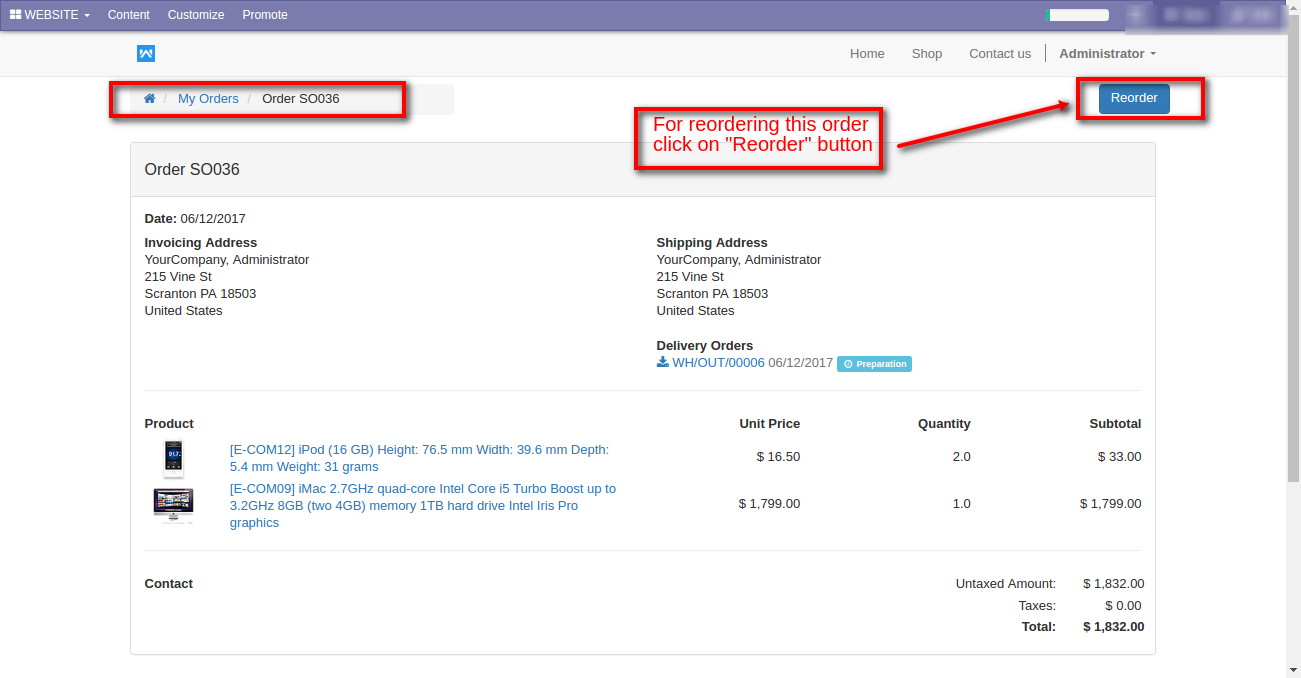 WEBSITE Content Customize Promote
Home Shop Contact us Administrator
/ My Orders / Order SO036
Reorder
For reordering this order
click on "Reorder" button
Order SO036
Date: 06/12/2017
Invoicing Address
YourCompany, Administrator
215 Vine St
Scranton PA 18503
United States
Shipping Address
YourCompany, Administrator
215 Vine St
Scranton PA 18503
United States
Delivery Orders
WH/OUT/00006 06/12/2017 Preparation
Product Unit Price Quantity Subtotal
[E-COM12] iPod (16 GB) Height: 76.5 mm Width: 39.6 mm Depth:
5.4 mm Weight: 31 grams
$ 16.50 2.0 $ 33.00
[E-COM09] iMac 2.7GHz quad-core Intel Core i5 Turbo Boost up to
3.2GHz 8GB (two 4GB) memory 1TB hard drive Intel Iris Pro
graphics
$ 1,799.00 1.0 $ 1,799.00
Contact
Untaxed Amount: $ 1,832.00
Taxes: $ 0.00
Total: $ 1,832.00